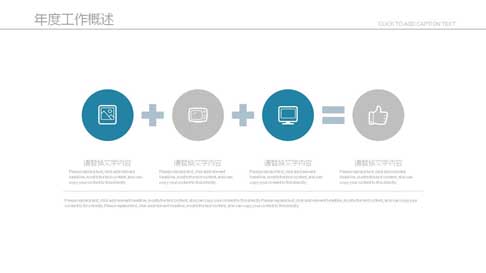 年度工作概述
CLICK TO ADD CAPTION TEXT
请替换文字内容
请替换文字内容
请替换文字内容
请替换文字内容
Please replace text, click add relevant
headline, modify the text content, also can
copy your content to this directly.
Please replace text, click add relevant
headline, modify the text content, also can
copy your content to this directly.
Please replace text, click add relevant
headline, modify the text content, also can
copy your content to this directly.
Please replace text, click add relevant
headline, modify the text content, also can
copy your content to this directly.
Please replace text, click add relevant headline, modify the text content, also can copy your content to this directly.Please replace text, click add relevant headline, modify the text content, also can copy your
content to this directly. Please replace text, click add relevant headline, modify the text content, also can copy your content to this directly.